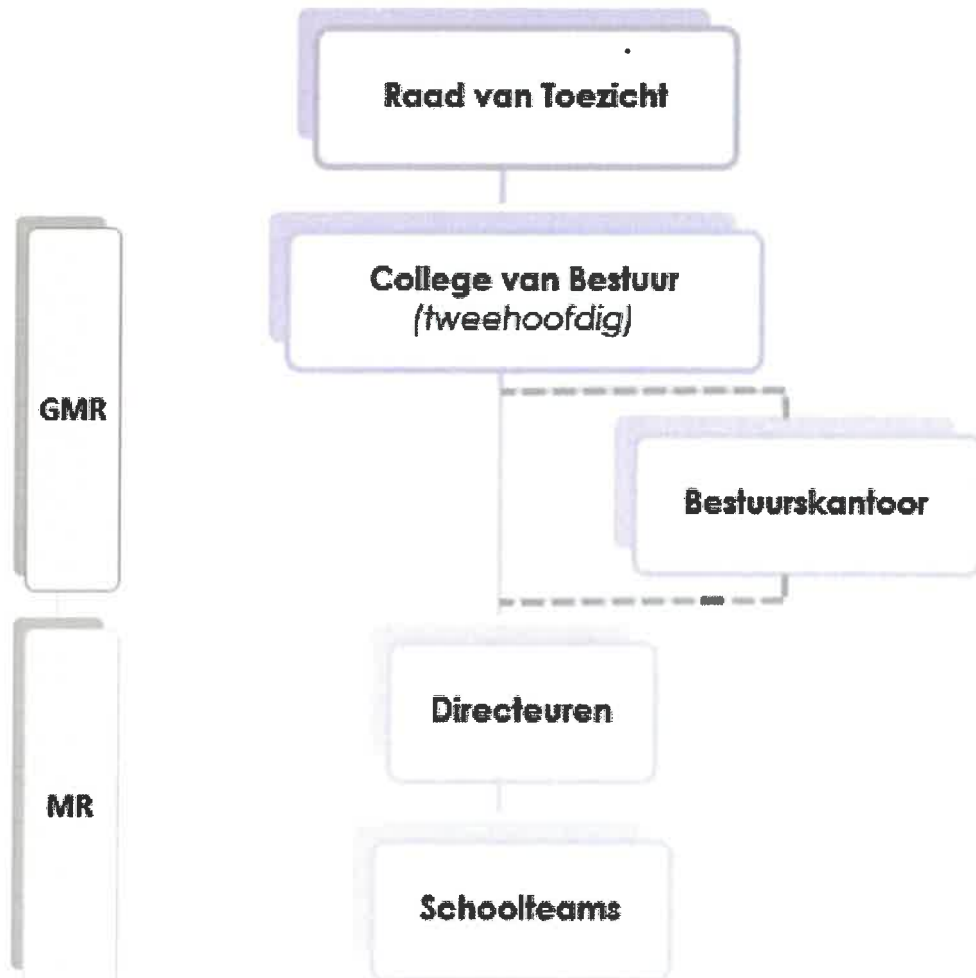 Raad van Toezicht
College van Bestuur
(tweehoofdig)
GMR
Bestuurskantoor
Directeuren
MR
Schoolteams